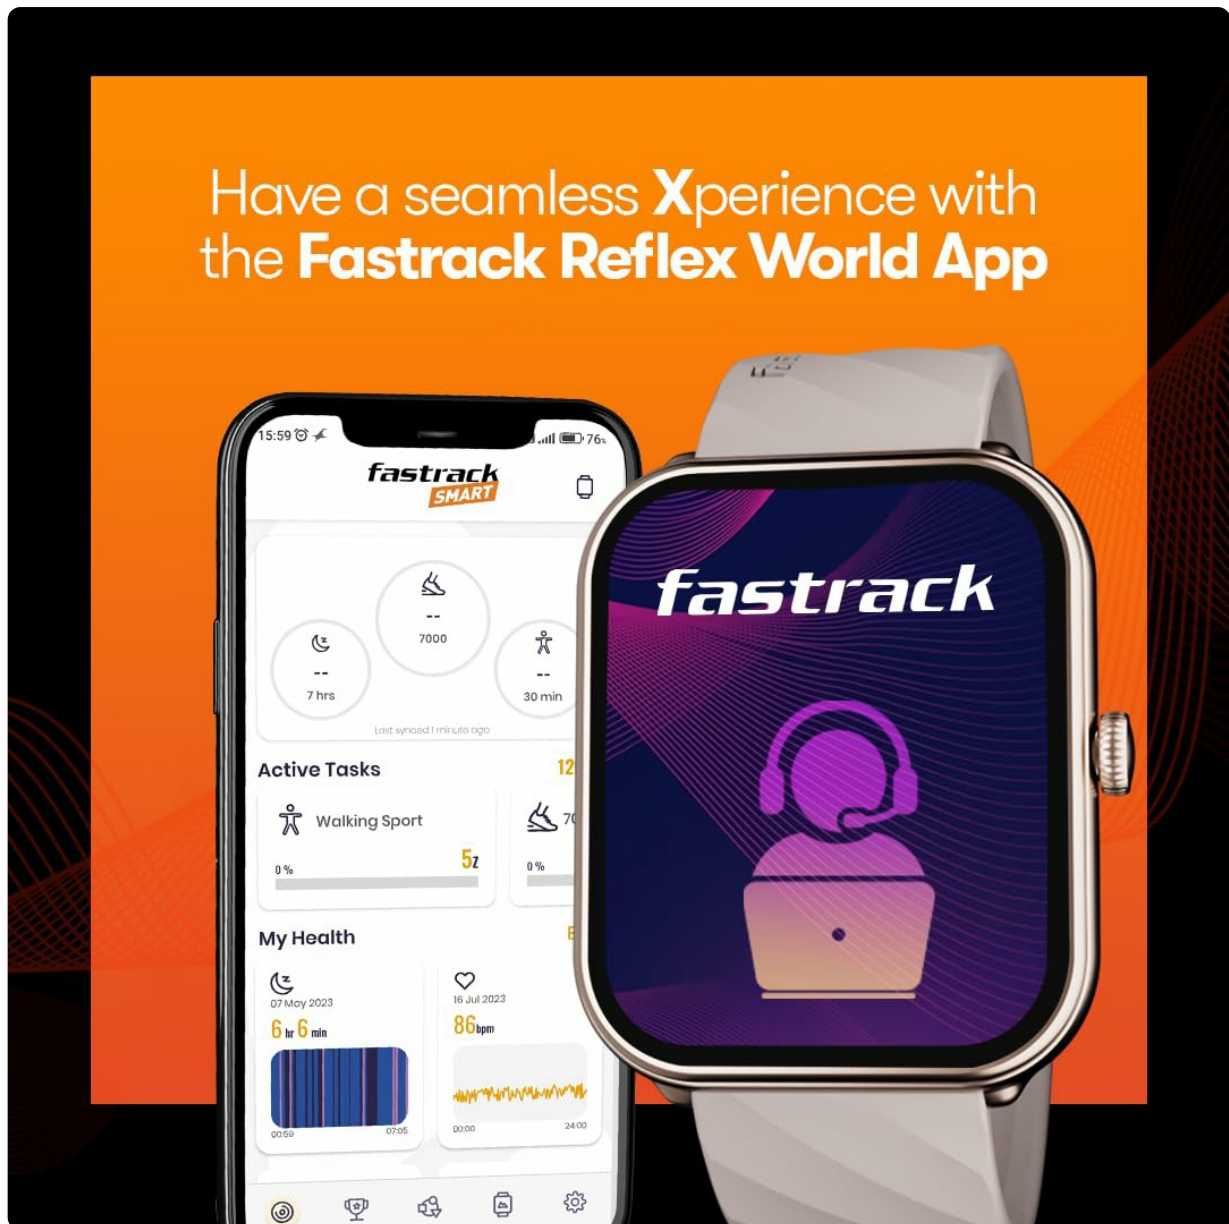 Have a seamless Xperience with
the Fastrack Reflex World App
15:59
76%
fastrack
SMART
--
7000
--
7 hrs
--
30 min
Last synced 1 minute ago
Active Tasks
12
Walking Sport
0 %
5z
70
0 %
My Health
E
07 May 2023
6 hr 6 min
00:59
07:05
16 Jul 2023
86 bpm
00:00
24:00
fastrack